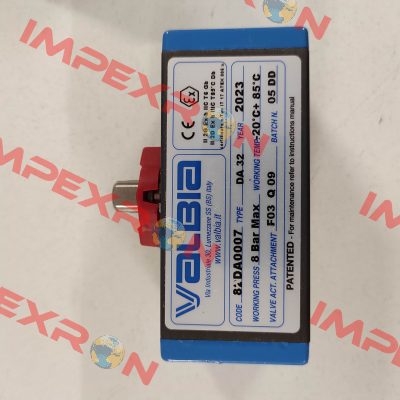 VALBIA
Via Industriale 30, Lumezzane SS (BS) Italy
www.valbia.it
CE Ex
II 2G Ex h IIC T6 Gb
II 2D Ex h IIIC T85°C Db
CODE TYPE DA 32 YEAR 2023
WORKING PRESS 8 Bar Max WORKING TEMP -20°C+ 85°C
VALVE ACT. ATTACHMENT F03 Q 09 BATCH N. 05 DD
PATENTED - For maintenance refer to instructions manual
IMPEXRON
IMPEXRON
IMPEXRON
IMPEXRON